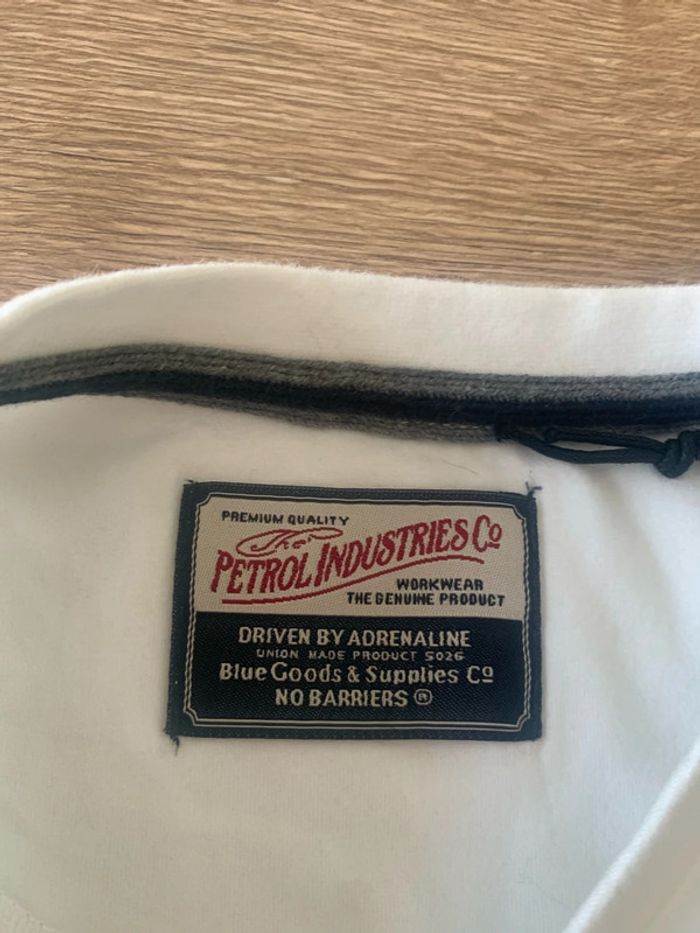 PREMIUM QUALITY
The
PETROL INDUSTRIES Co
WORKWEAR
THE GENUINE PRODUCT
DRIVEN BY ADRENALINE
UNION MADE PRODUCT 5026
Blue Goods & Supplies Co
NO BARRIERS ®